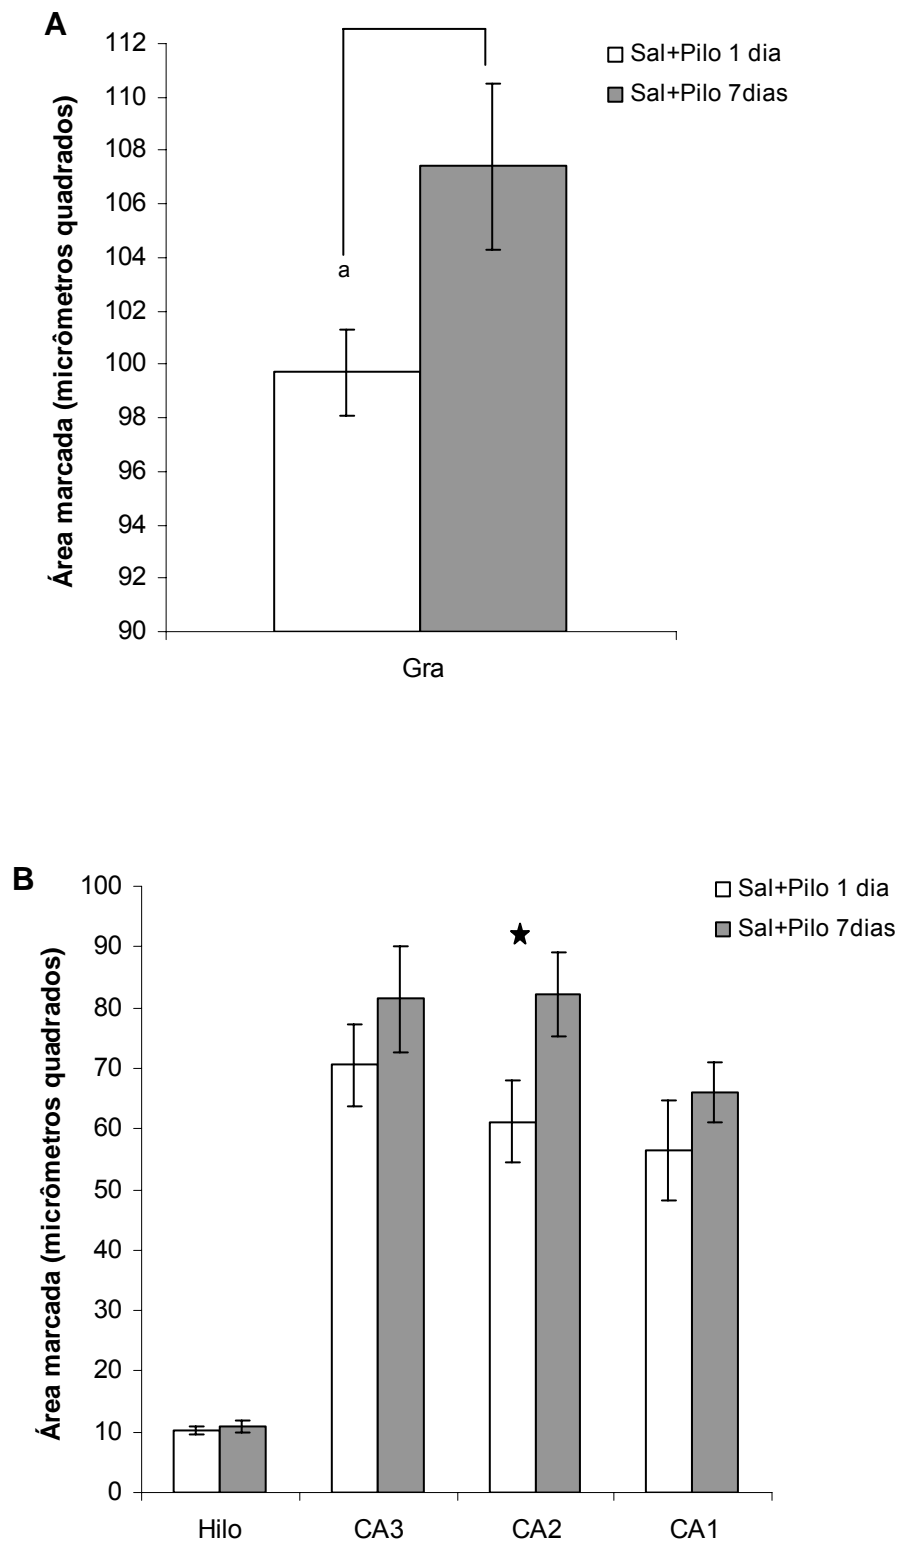 A
112
110
108
106
104
102
100
98
96
94
92
90
Área marcada (micrômetros quadrados)
a
Sal+Pilo 1 dia
Sal+Pilo 7dias
Gra
B
100
90
80
70
60
50
40
30
20
10
0
Área marcada (micrômetros quadrados)
Sal+Pilo 1 dia
Sal+Pilo 7dias
Hilo CA3 CA2 CA1